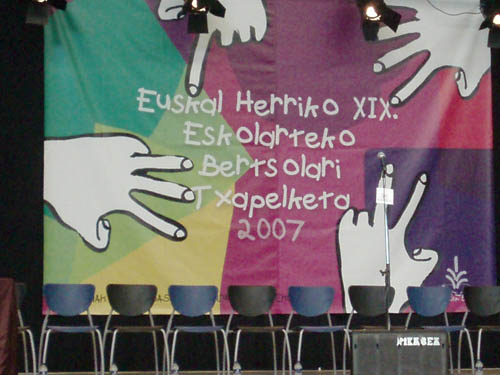 Euskal Herriko XIX.
Eskolarteko
Bertsolari
Txapelketa
2007